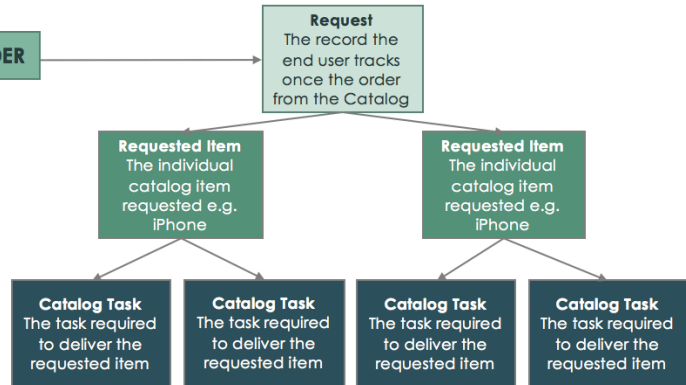 Request
The record the
end user tracks
once the order
from the Catalog
Requested Item
The individual
catalog item
requested e.g.
iPhone
Requested Item
The individual
catalog item
requested e.g.
iPhone
Catalog Task
The task required
to deliver the
requested item
Catalog Task
The task required
to deliver the
requested item
Catalog Task
The task required
to deliver the
requested item
Catalog Task
The task required
to deliver the
requested item